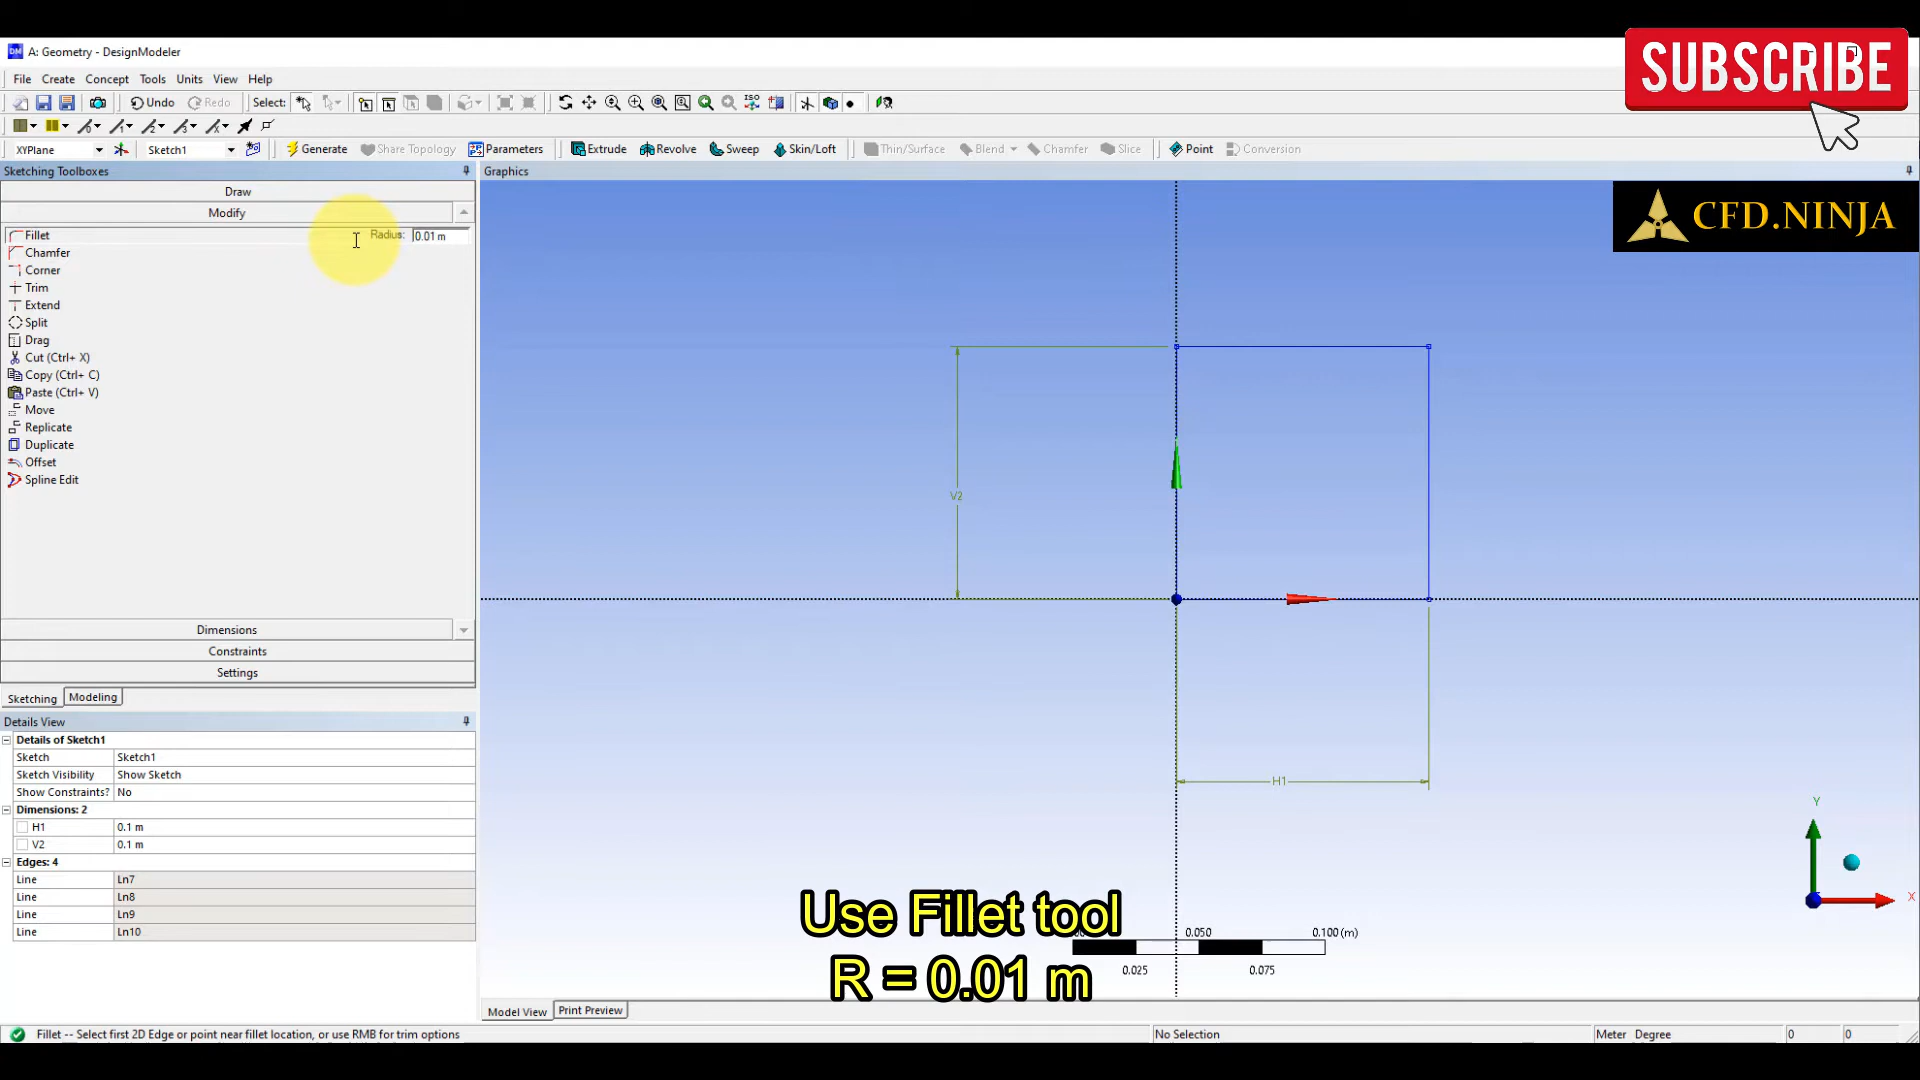 A: Geometry - DesignModeler
SUBSCRIBE
File Create Concept Tools Units View Help
Undo Redo Select: ISO
XYPlane Sketch1 Generate Share Topology Parameters Extrude Revolve Sweep Skin/Loft Thin/Surface Blend Chamfer Slice Point Conversion
Sketching Toolboxes
Graphics
Draw
Modify
CFD.NINJA
Fillet Radius: 0.01 m
Chamfer
Corner
Trim
Extend
Split
Drag
Cut (Ctrl+ X)
Copy (Ctrl+ C)
Paste (Ctrl+ V)
Move
Replicate
Duplicate
Offset
Spline Edit
V2
H1
Dimensions
Constraints
Settings
Sketching Modeling
Details View
Details of Sketch1
Sketch Sketch1
Sketch Visibility Show Sketch
Show Constraints? No
Dimensions: 2
H1 0.1 m
V2 0.1 m
Edges: 4
Line Ln7
Line Ln8
Line Ln9
Line Ln10
Y
X
Use Fillet tool
R = 0.01 m
0.050 0.100 (m)
0.025 0.075
Model View Print Preview
Fillet -- Select first 2D Edge or point near fillet location, or use RMB for trim options
No Selection
Meter Degree 0 0